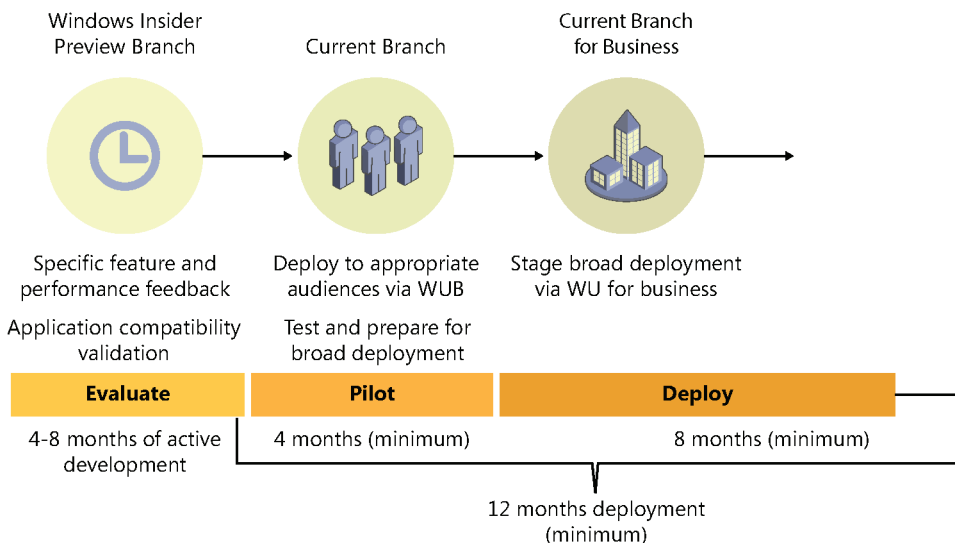 Windows Insider
Preview Branch
Current Branch
Current Branch
for Business
Specific feature and
performance feedback
Application compatibility
validation
Deploy to appropriate
audiences via WUB
Test and prepare for
broad deployment
Stage broad deployment
via WU for business
Evaluate
Pilot
Deploy
4-8 months of active
development
4 months (minimum)
8 months (minimum)
12 months deployment
(minimum)